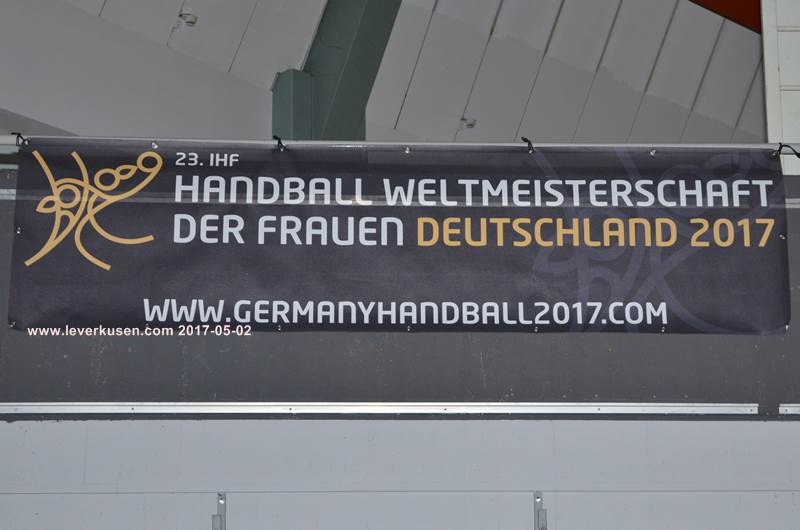 23. IHF
HANDBALL WELTMEISTERSCHAFT
DER FRAUEN DEUTSCHLAND 2017
WWW.GERMANYHANDBALL2017.COM
www.leverkusen.com 2017-05-02